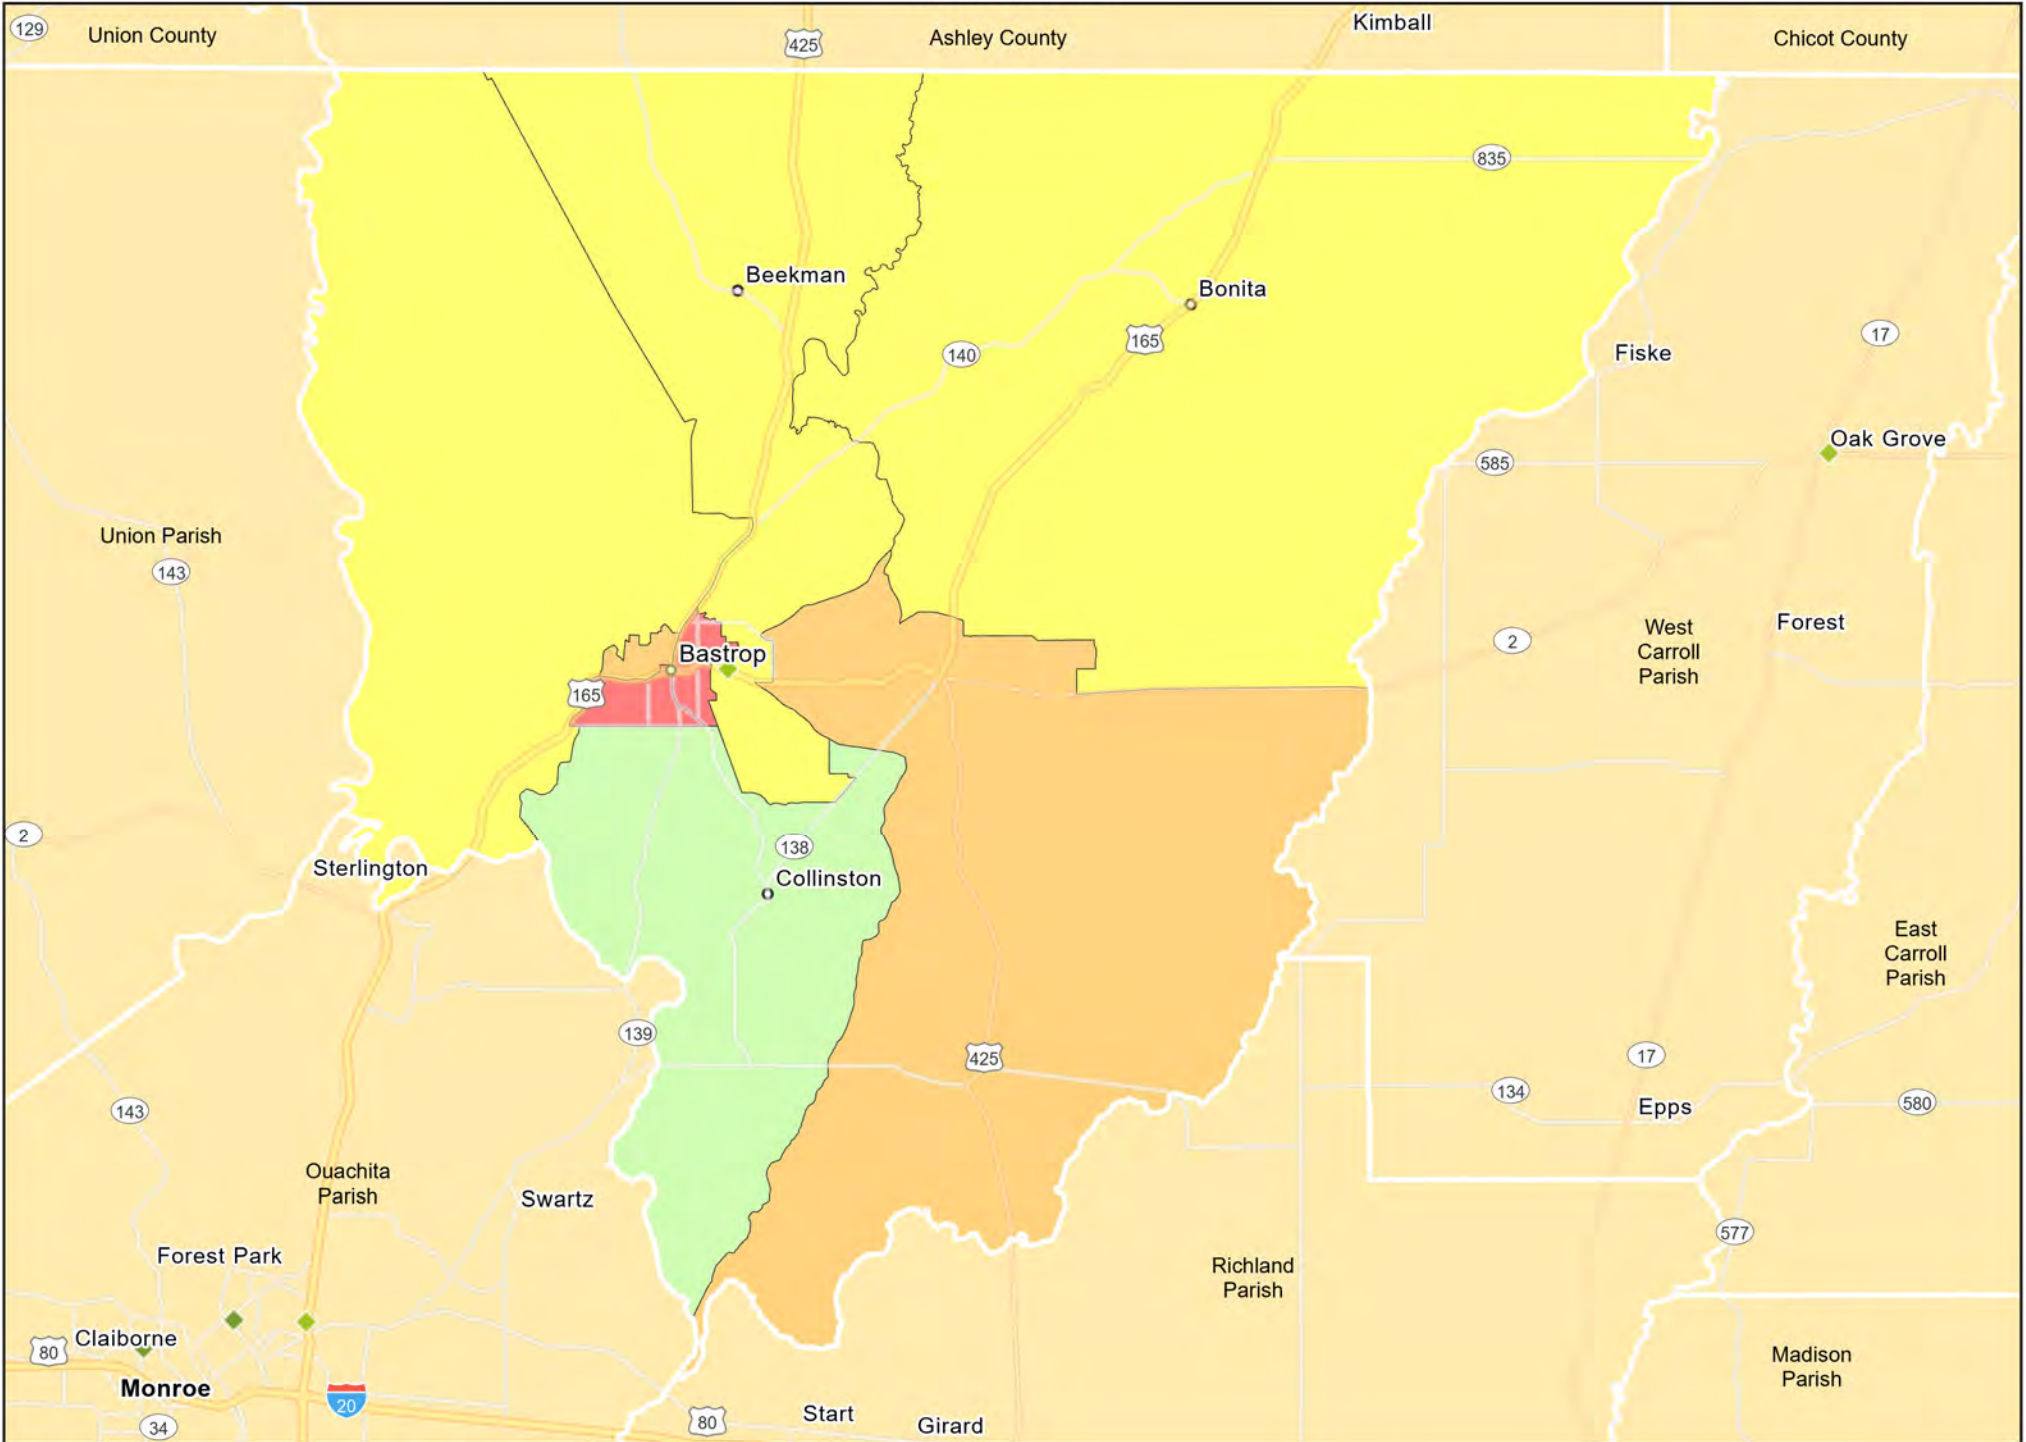 129
Union County
425
Ashley County
Kimball
Chicot County
835
Beekman
Bonita
165
140
Fiske
17
Oak Grove
585
Union Parish
143
2
West
Carroll
Parish
Forest
Bastrop
165
2
Sterlington
138
Collinston
East
Carroll
Parish
139
425
17
134
Epps
580
143
Ouachita
Parish
Swartz
577
Forest Park
Richland
Parish
Claiborne
80
Madison
Parish
Monroe
20
34
80
Start
Girard